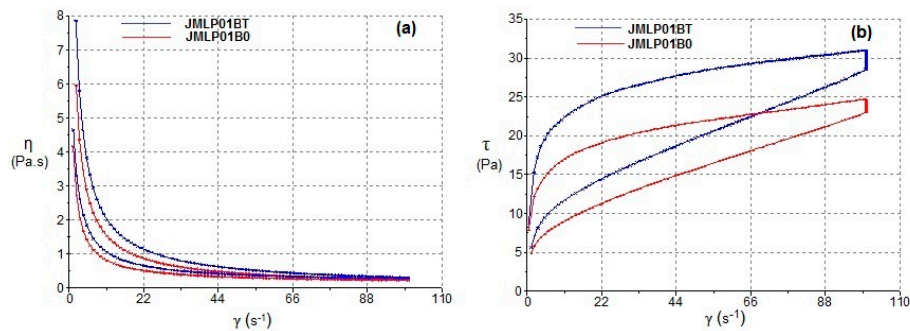 JMLP01BT
JMLP01B0
(a)
8
7
6
5
4
3
2
1
0
η
(Pa.s)
0 22 44 66 88 110
γ (s⁻¹)
JMLP01BT
JMLP01B0
(b)
35
30
25
20
15
10
5
0
τ
(Pa)
0 22 44 66 88 110
γ (s⁻¹)